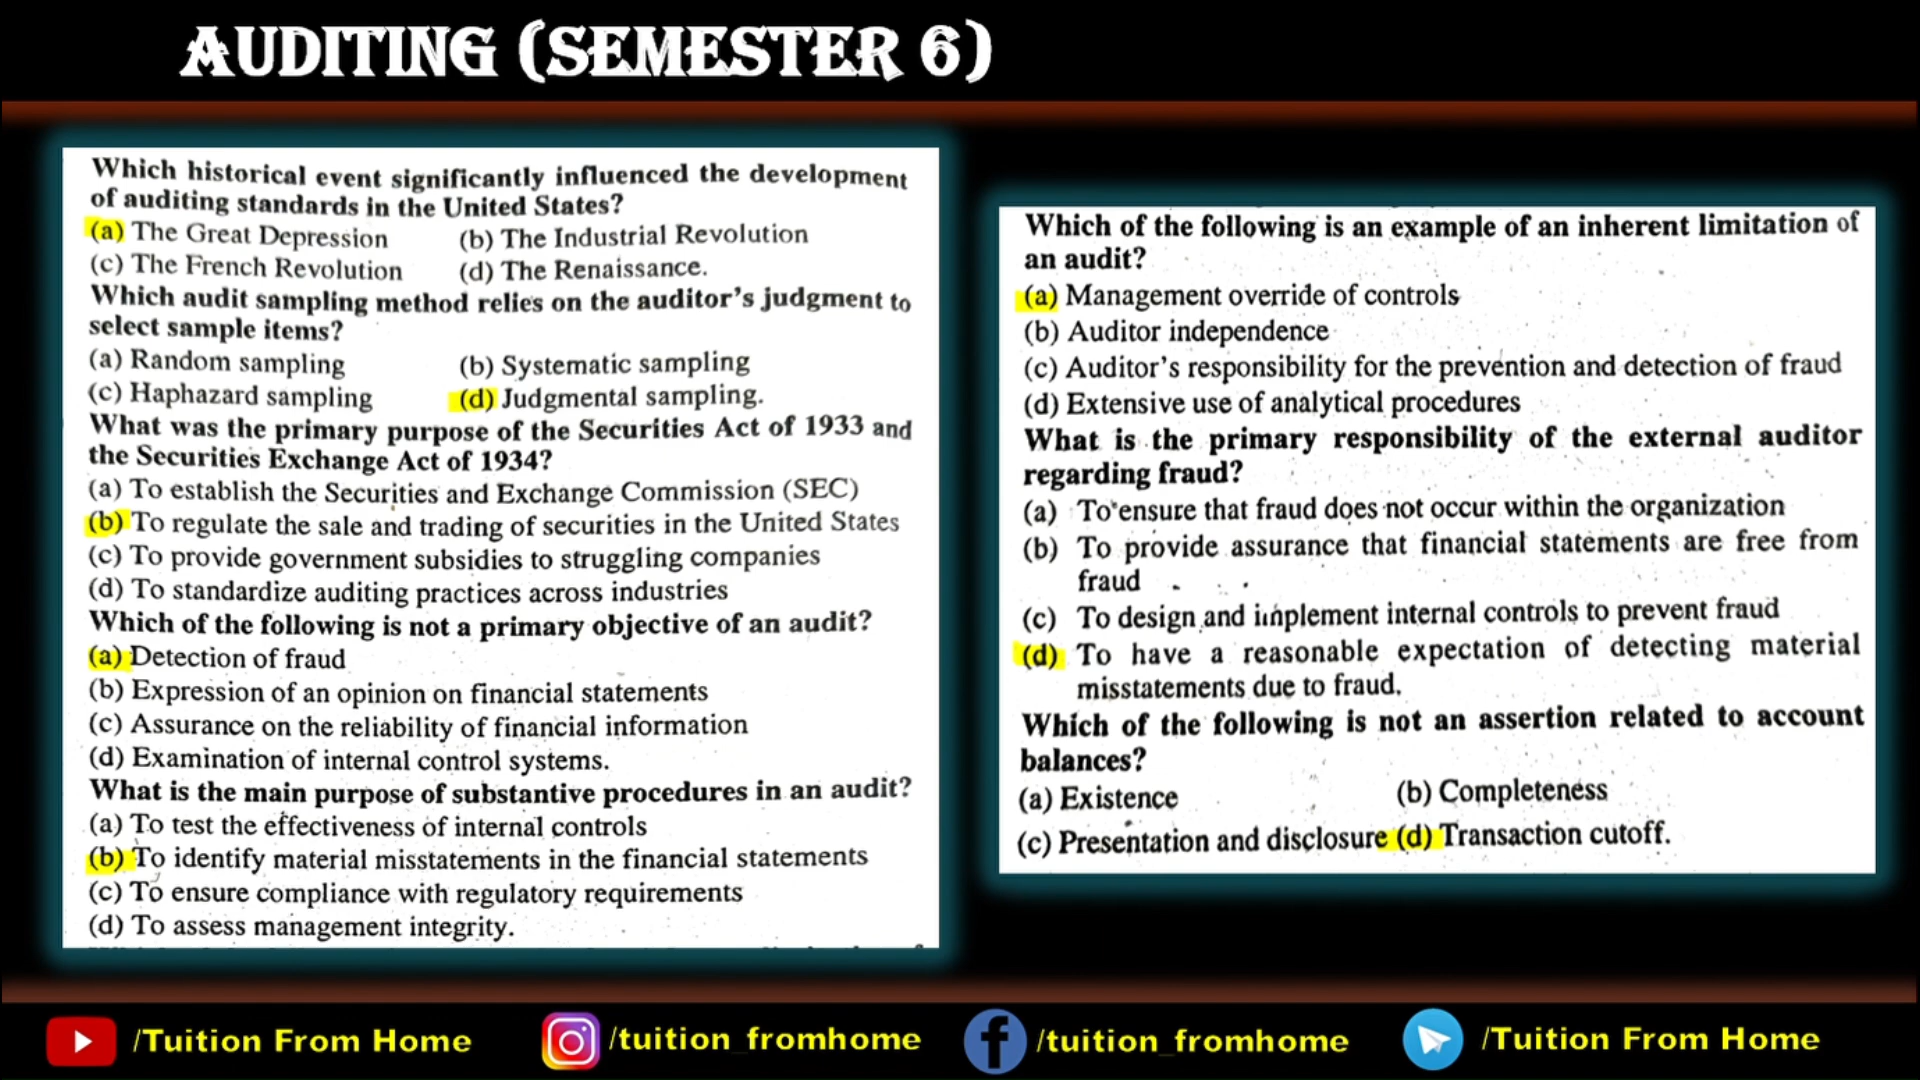 AUDITING (SEMESTER 6)
Which historical event significantly influenced the development
of auditing standards in the United States?
(a) The Great Depression (b) The Industrial Revolution
(c) The French Revolution (d) The Renaissance.
Which audit sampling method relies on the auditor's judgment to
select sample items?
(a) Random sampling (b) Systematic sampling
(c) Haphazard sampling (d) Judgmental sampling.
What was the primary purpose of the Securities Act of 1933 and
the Securities Exchange Act of 1934?
(a) To establish the Securities and Exchange Commission (SEC)
(b) To regulate the sale and trading of securities in the United States
(c) To provide government subsidies to struggling companies
(d) To standardize auditing practices across industries
Which of the following is not a primary objective of an audit?
(a) Detection of fraud
(b) Expression of an opinion on financial statements
(c) Assurance on the reliability of financial information
(d) Examination of internal control systems.
What is the main purpose of substantive procedures in an audit?
(a) To test the effectiveness of internal controls
(b) To identify material misstatements in the financial statements
(c) To ensure compliance with regulatory requirements
(d) To assess management integrity.
Which of the following is an example of an inherent limitation of
an audit?
(a) Management override of controls
(b) Auditor independence
(c) Auditor's responsibility for the prevention and detection of fraud
(d) Extensive use of analytical procedures
What is the primary responsibility of the external auditor
regarding fraud?
(a) To ensure that fraud does not occur within the organization
(b) To provide assurance that financial statements are free from
fraud
(c) To design and implement internal controls to prevent fraud
(d) To have a reasonable expectation of detecting material
misstatements due to fraud.
Which of the following is not an assertion related to account
balances?
(a) Existence (b) Completeness
(c) Presentation and disclosure (d) Transaction cutoff.
/Tuition From Home /tuition_fromhome /tuition_fromhome /Tuition From Home